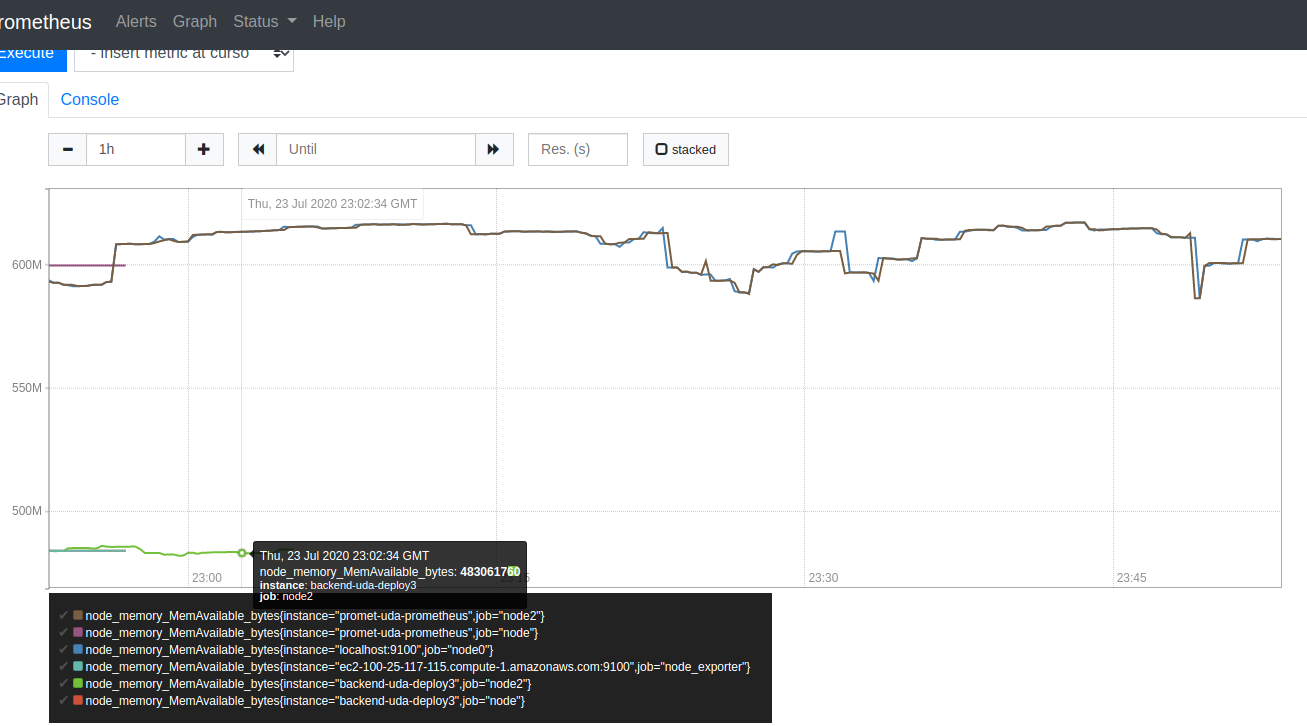 rometheus Alerts Graph Status Help
Execute - insert metric at curso
Graph Console
1h Until Res. (s) stacked
Thu, 23 Jul 2020 23:02:34 GMT
600M
550M
500M
Thu, 23 Jul 2020 23:02:34 GMT
node_memory_MemAvailable_bytes: 483061760
instance: backend-uda-deploy3
job: node2
23:00 23:15 23:30 23:45
✔ node_memory_MemAvailable_bytes{instance="promet-uda-prometheus",job="node2"}
✔ node_memory_MemAvailable_bytes{instance="promet-uda-prometheus",job="node"}
✔ node_memory_MemAvailable_bytes{instance="localhost:9100",job="node0"}
✔ node_memory_MemAvailable_bytes{instance="ec2-100-25-117-115.compute-1.amazonaws.com:9100",job="node_exporter"}
✔ node_memory_MemAvailable_bytes{instance="backend-uda-deploy3",job="node2"}
✔ node_memory_MemAvailable_bytes{instance="backend-uda-deploy3",job="node"}